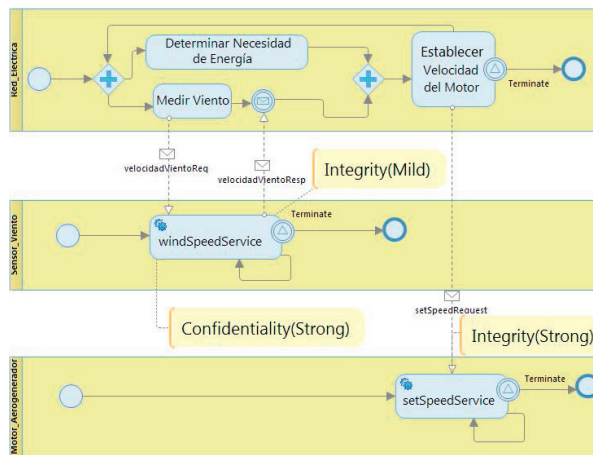 Red_Electrica
Determinar Necesidad
de Energía
Medir Viento
Establecer
Velocidad
del Motor
Terminate
velocidadVientoReq
velocidadVientoResp
Integrity(Mild)
Sensor_Viento
windSpeedService
Terminate
Confidentiality(Strong)
setSpeedRequest
Integrity(Strong)
Motor_Aerogenerador
setSpeedService
Terminate